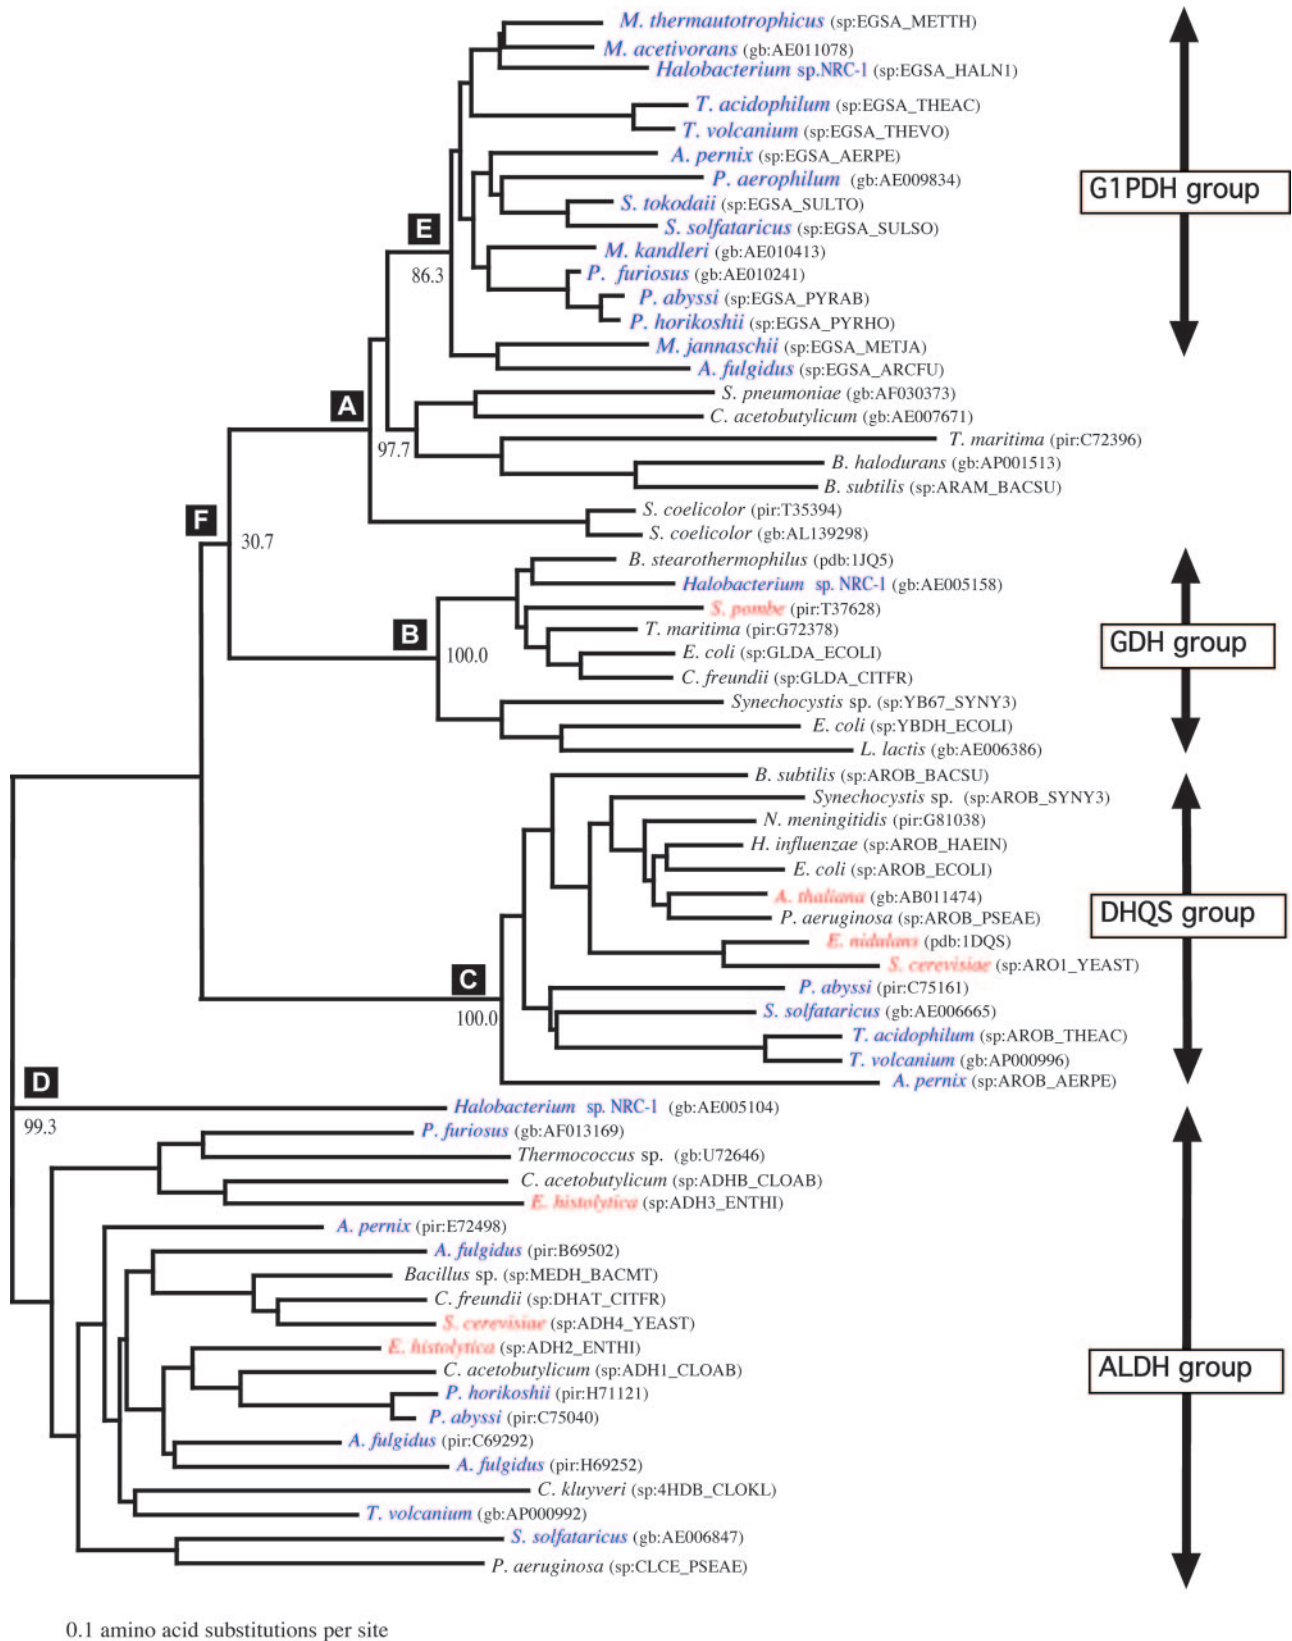 M. thermautotrophicus (sp:EGSA_METTH)
M. acetivorans (gb:AE011078)
Halobacterium sp.NRC-1 (sp:EGSA_HALN1)
T. acidophilum (sp:EGSA_THEAC)
T. volcanium (sp:EGSA_THEVO)
A. pernix (sp:EGSA_AERPE)
P. aerophilum (gb:AE009834)
G1PDH group
S. tokodaii (sp:EGSA_SULTO)
S. solfataricus (sp:EGSA_SULSO)
E
M. kandleri (gb:AE010413)
86.3
P. furiosus (gb:AE010241)
P. abyssi (sp:EGSA_PYRAB)
P. horikoshii (sp:EGSA_PYRHO)
M. jannaschii (sp:EGSA_METJA)
A. fulgidus (sp:EGSA_ARCFU)
S. pneumoniae (gb:AF030373)
A
C. acetobutylicum (gb:AE007671)
97.7
T. maritima (pir:C72396)
B. halodurans (gb:AP001513)
B. subtilis (sp:ARAM_BACSU)
S. coelicolor (pir:T35394)
F
S. coelicolor (gb:AL139298)
30.7
B. stearothermophilus (pdb:1JQ5)
Halobacterium sp. NRC-1 (gb:AE005158)
S. pombe (pir:T37628)
B
T. maritima (pir:G72378)
GDH group
100.0
E. coli (sp:GLDA_ECOLI)
C. freundii (sp:GLDA_CITFR)
Synechocystis sp. (sp:YB67_SYNY3)
E. coli (sp:YBDH_ECOLI)
L. lactis (gb:AE006386)
B. subtilis (sp:AROB_BACSU)
Synechocystis sp. (sp:AROB_SYNY3)
N. meningitidis (pir:G81038)
H. influenzae (sp:AROB_HAEIN)
E. coli (sp:AROB_ECOLI)
A. thaliana (gb:AB011474)
P. aeruginosa (sp:AROB_PSEAE)
DHQS group
E. nidulans (pdb:1DQS)
S. cerevisiae (sp:ARO1_YEAST)
C
P. abyssi (pir:C75161)
100.0
S. solfataricus (gb:AE006665)
T. acidophilum (sp:AROB_THEAC)
T. volcanium (gb:AP000996)
D
A. pernix (sp:AROB_AERPE)
Halobacterium sp. NRC-1 (gb:AE005104)
99.3
P. furiosus (gb:AF013169)
Thermococcus sp. (gb:U72646)
C. acetobutylicum (sp:ADHB_CLOAB)
E. histolytica (sp:ADH3_ENTHI)
A. pernix (pir:E72498)
A. fulgidus (pir:B69502)
Bacillus sp. (sp:MEDH_BACMT)
C. freundii (sp:DHAT_CITFR)
S. cerevisiae (sp:ADH4_YEAST)
E. histolytica (sp:ADH2_ENTHI)
C. acetobutylicum (sp:ADH1_CLOAB)
ALDH group
P. horikoshii (pir:H71121)
P. abyssi (pir:C75040)
A. fulgidus (pir:C69292)
A. fulgidus (pir:H69252)
C. kluyveri (sp:4HDB_CLOKL)
T. volcanium (gb:AP000992)
S. solfataricus (gb:AE006847)
P. aeruginosa (sp:CLCE_PSEAE)
0.1 amino acid substitutions per site